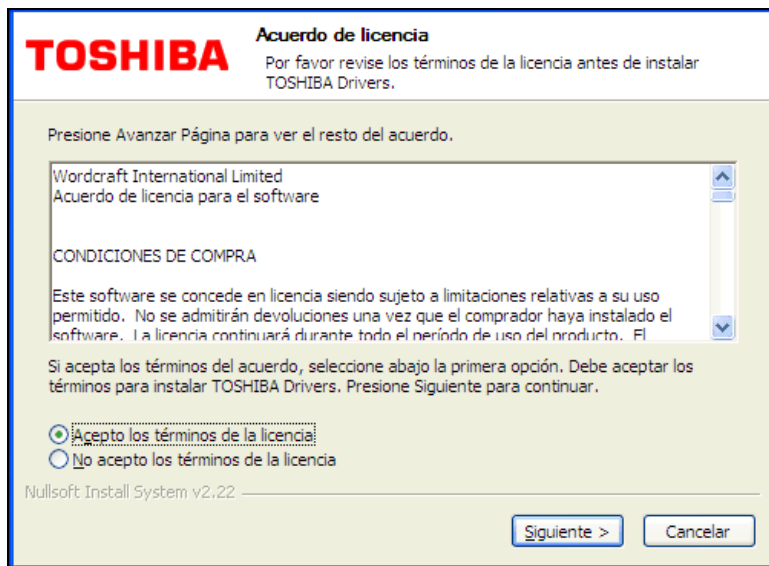 TOSHIBA
Acuerdo de licencia
Por favor revise los términos de la licencia antes de instalar
TOSHIBA Drivers.
Presione Avanzar Página para ver el resto del acuerdo.
Wordcraft International Limited
Acuerdo de licencia para el software
CONDICIONES DE COMPRA
Este software se concede en licencia siendo sujeto a limitaciones relativas a su uso
permitido.  No se admitirán devoluciones una vez que el comprador haya instalado el
software.  La licencia continuará durante todo el período de uso del producto.  El
Si acepta los términos del acuerdo, seleccione abajo la primera opción. Debe aceptar los
términos para instalar TOSHIBA Drivers. Presione Siguiente para continuar.
Acepto los términos de la licencia
No acepto los términos de la licencia
Nullsoft Install System v2.22
Siguiente >
Cancelar